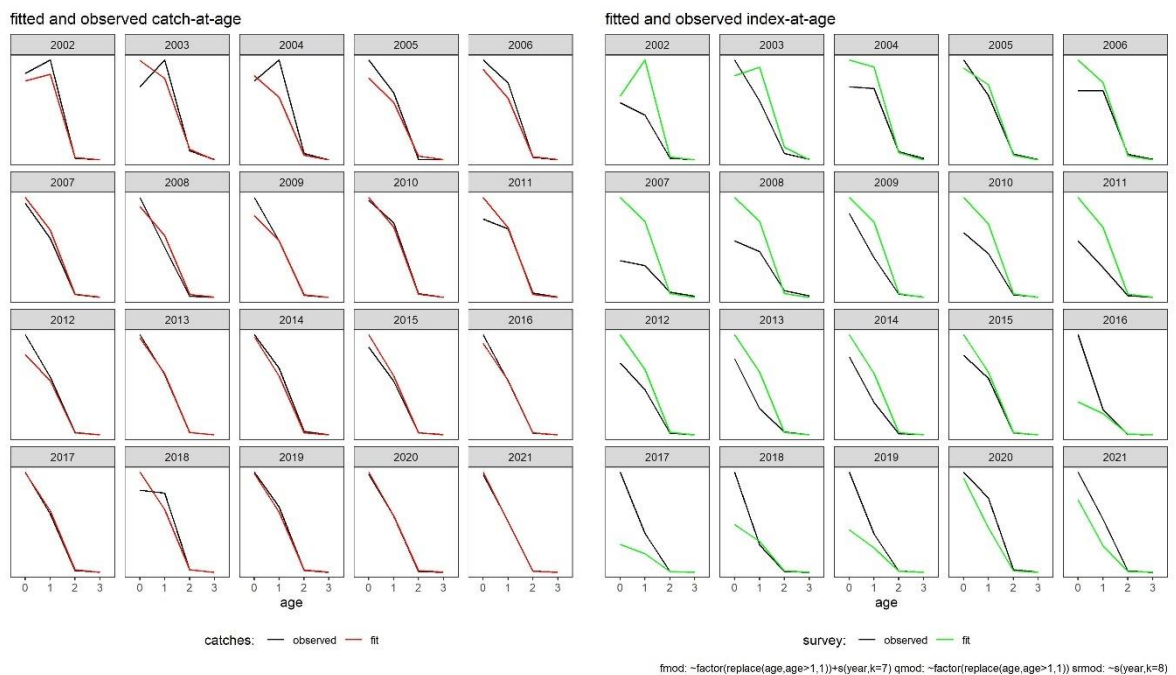 fitted and observed catch-at-age
2002 2003 2004 2005 2006
2007 2008 2009 2010 2011
2012 2013 2014 2015 2016
2017 2018 2019 2020 2021
0 1 2 3 0 1 2 3 0 1 2 3 0 1 2 3 0 1 2 3
age
catches: observed fit
fitted and observed index-at-age
2002 2003 2004 2005 2006
2007 2008 2009 2010 2011
2012 2013 2014 2015 2016
2017 2018 2019 2020 2021
0 1 2 3 0 1 2 3 0 1 2 3 0 1 2 3 0 1 2 3
age
survey: observed fit
fmod: ~factor(replace(age,age>1,1))+s(year,k=7) qmod: ~factor(replace(age,age>1,1)) srmod: ~s(year,k=8)